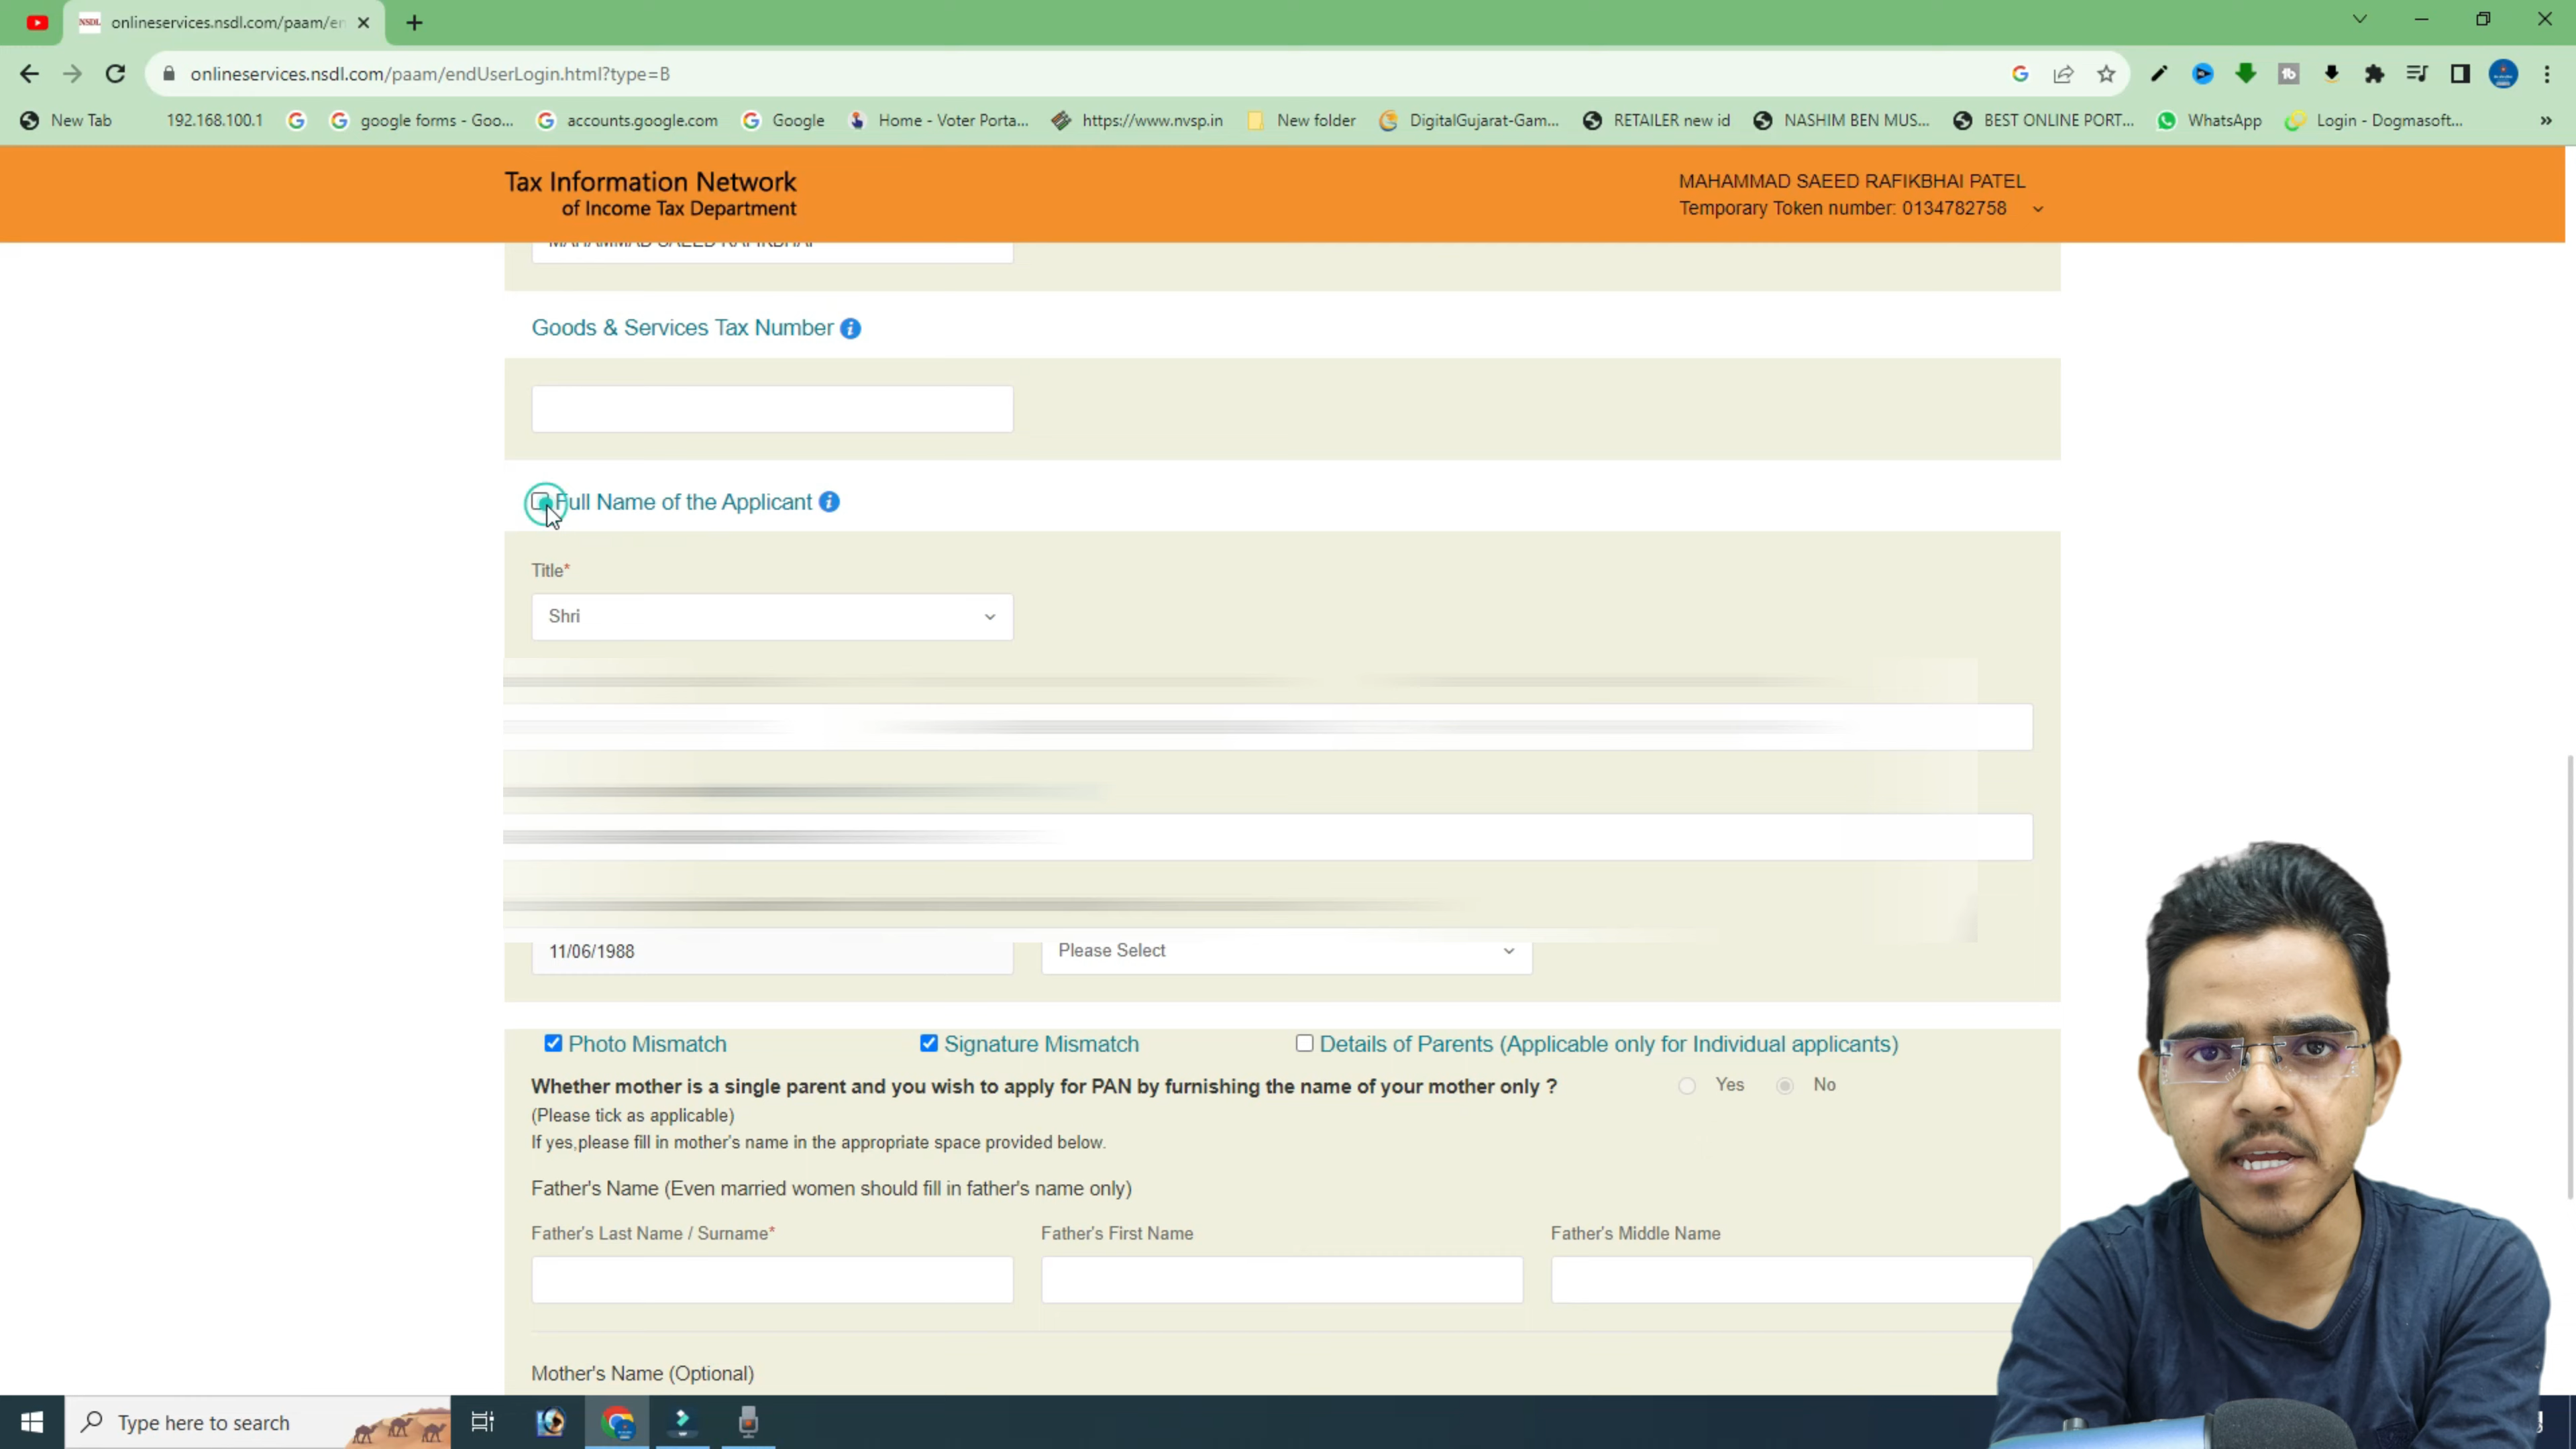 NSDL onlineservices.nsdl.com/paam/en
onlineservices.nsdl.com/paam/endUserLogin.html?type=B
New Tab 192.168.100.1 google forms - Goo... accounts.google.com Google Home - Voter Porta... https://www.nvsp.in New folder DigitalGujarat-Gam... RETAILER new id NASHIM BEN MUS... BEST ONLINE PORT... WhatsApp Login - Dogmasoft... »
Tax Information Network
of Income Tax Department
MAHAMMAD SAEED RAFIKBHAI PATEL
Temporary Token number: 0134782758
MAHAMMAD SAEED RAFIKBHAI
Goods & Services Tax Number i
Full Name of the Applicant i
Title*
Shri
11/06/1988 Please Select
Photo Mismatch Signature Mismatch Details of Parents (Applicable only for Individual applicants)
Whether mother is a single parent and you wish to apply for PAN by furnishing the name of your mother only ? Yes No
(Please tick as applicable)
If yes,please fill in mother's name in the appropriate space provided below.
Father's Name (Even married women should fill in father's name only)
Father's Last Name / Surname* Father's First Name Father's Middle Name
Mother's Name (Optional)
Type here to search